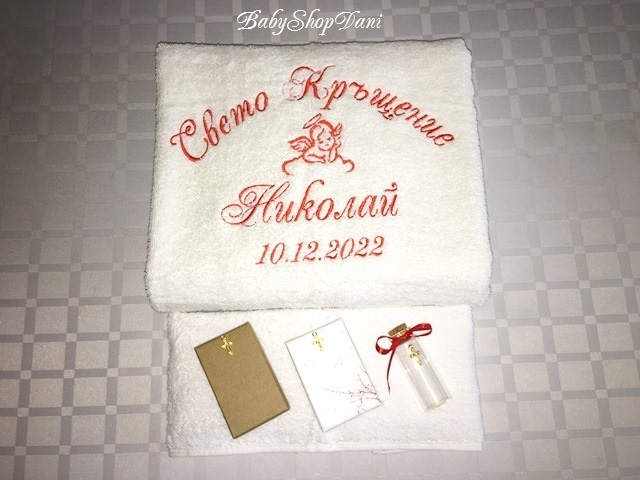 BabyShopDani
Свето Кръщение
Николай
10.12.2022